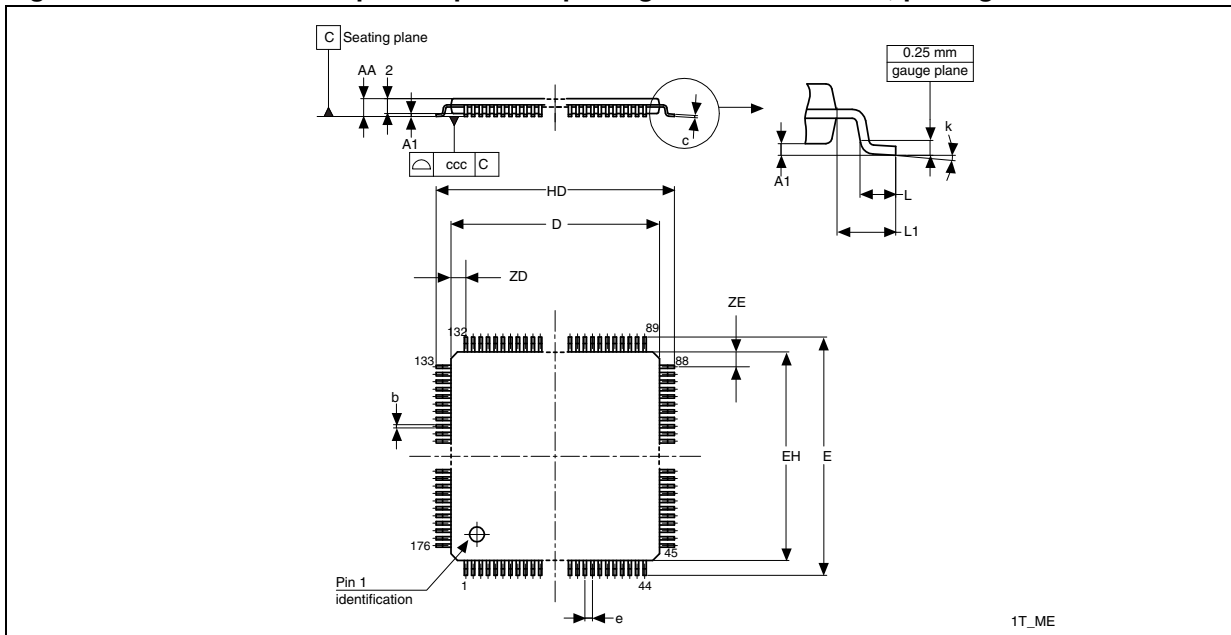 C Seating plane
0.25 mm
gauge plane
AA 2
k
A1
c
A1
ccc C
HD
L
D
L1
ZD
ZE
132
89
133
88
b
EH E
176
45
Pin 1
identification
1
44
e
1T_ME